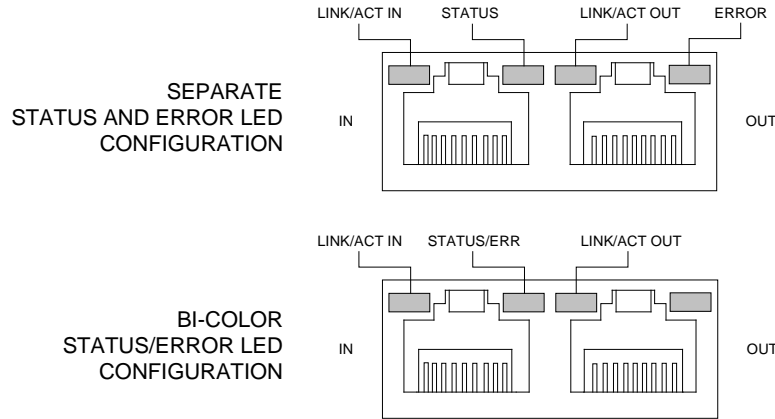 LINK/ACT IN STATUS LINK/ACT OUT ERROR
SEPARATE
STATUS AND ERROR LED
CONFIGURATION
IN
OUT
LINK/ACT IN STATUS/ERR LINK/ACT OUT
BI-COLOR
STATUS/ERROR LED
CONFIGURATION
IN
OUT